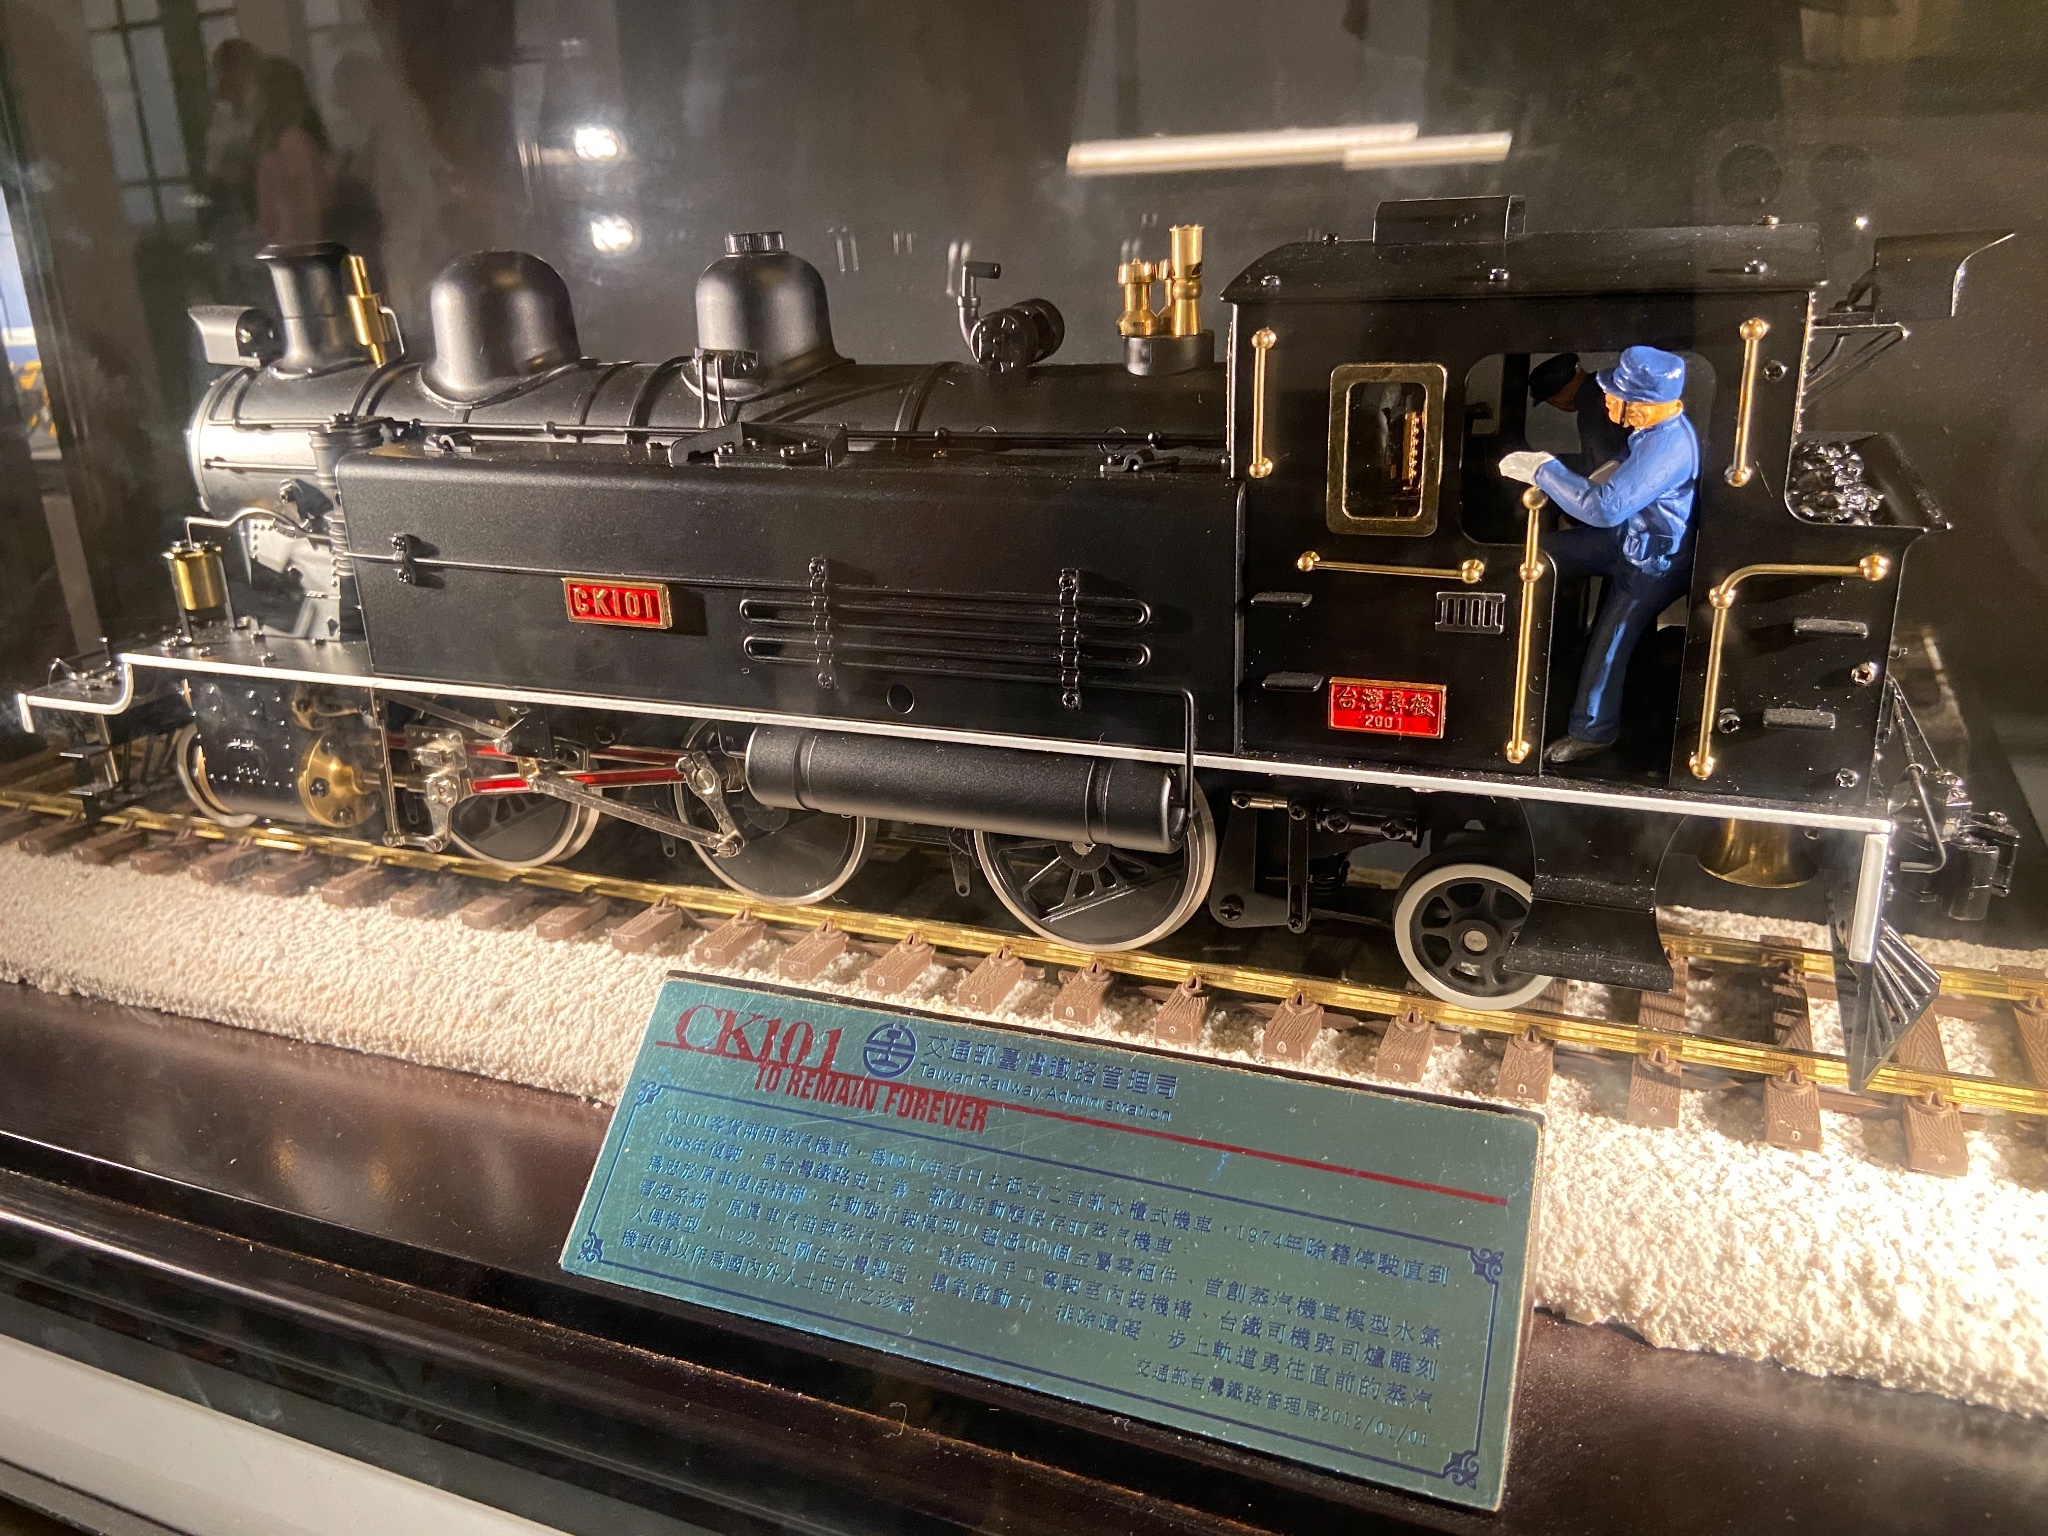 CK101
台灣尋根
2001
CK101
交通部臺灣鐵路管理局
Taiwan Railway Administration
TO REMAIN FOREVER
CK101客貨兩用蒸汽機車，為1917年自日本抵台之首部水櫃式機車，1974年除籍停駛直到
1998年復駛，為台灣鐵路史上第一部復活動態保存的蒸汽機車。
為忠於原車復活精神，本動態行駛模型以超過100個金屬零組件、首創蒸汽機車模型水氣
冒煙系統、原真車汽笛與蒸汽音效，精緻的手工駕駛室內裝機構、台鐵司機與司爐雕刻
人偶模型，1:22.5比例在台灣製造，讓象徵動力、排除障礙、步上軌道勇往直前的蒸汽
機車得以作為國內外人士世代之珍藏
交通部台灣鐵路管理局2012/01/01